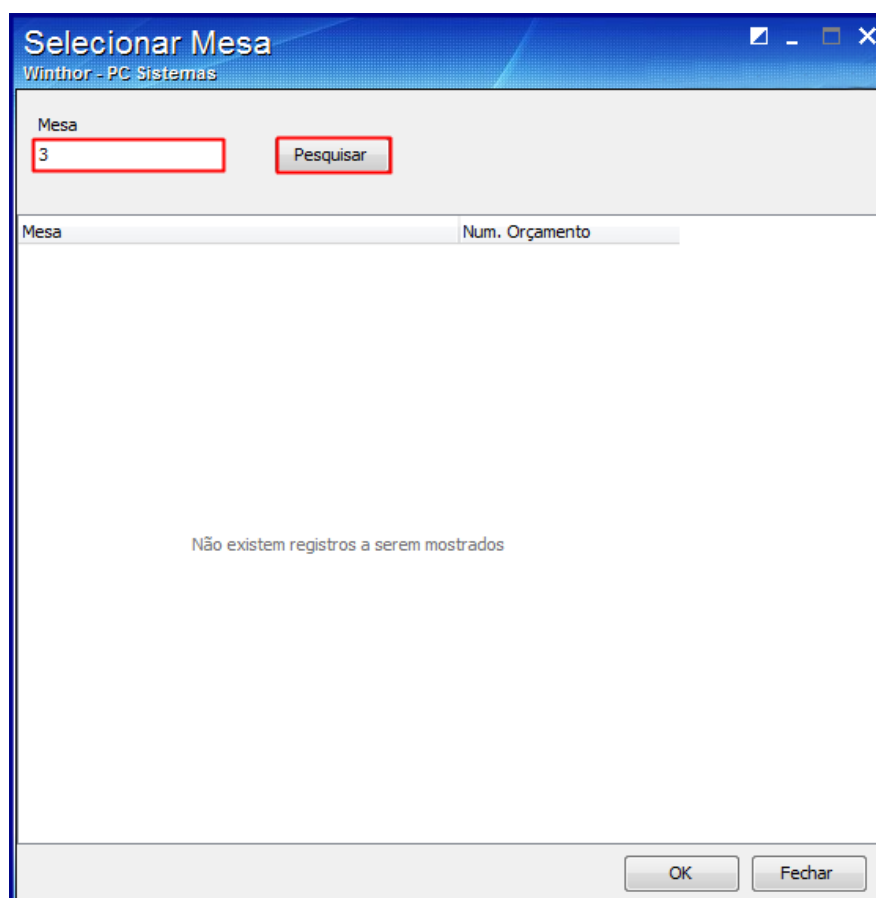 Selecionar Mesa
Winthor - PC Sistemas
Mesa
3
Pesquisar
Mesa Num. Orçamento
Não existem registros a serem mostrados
OK Fechar